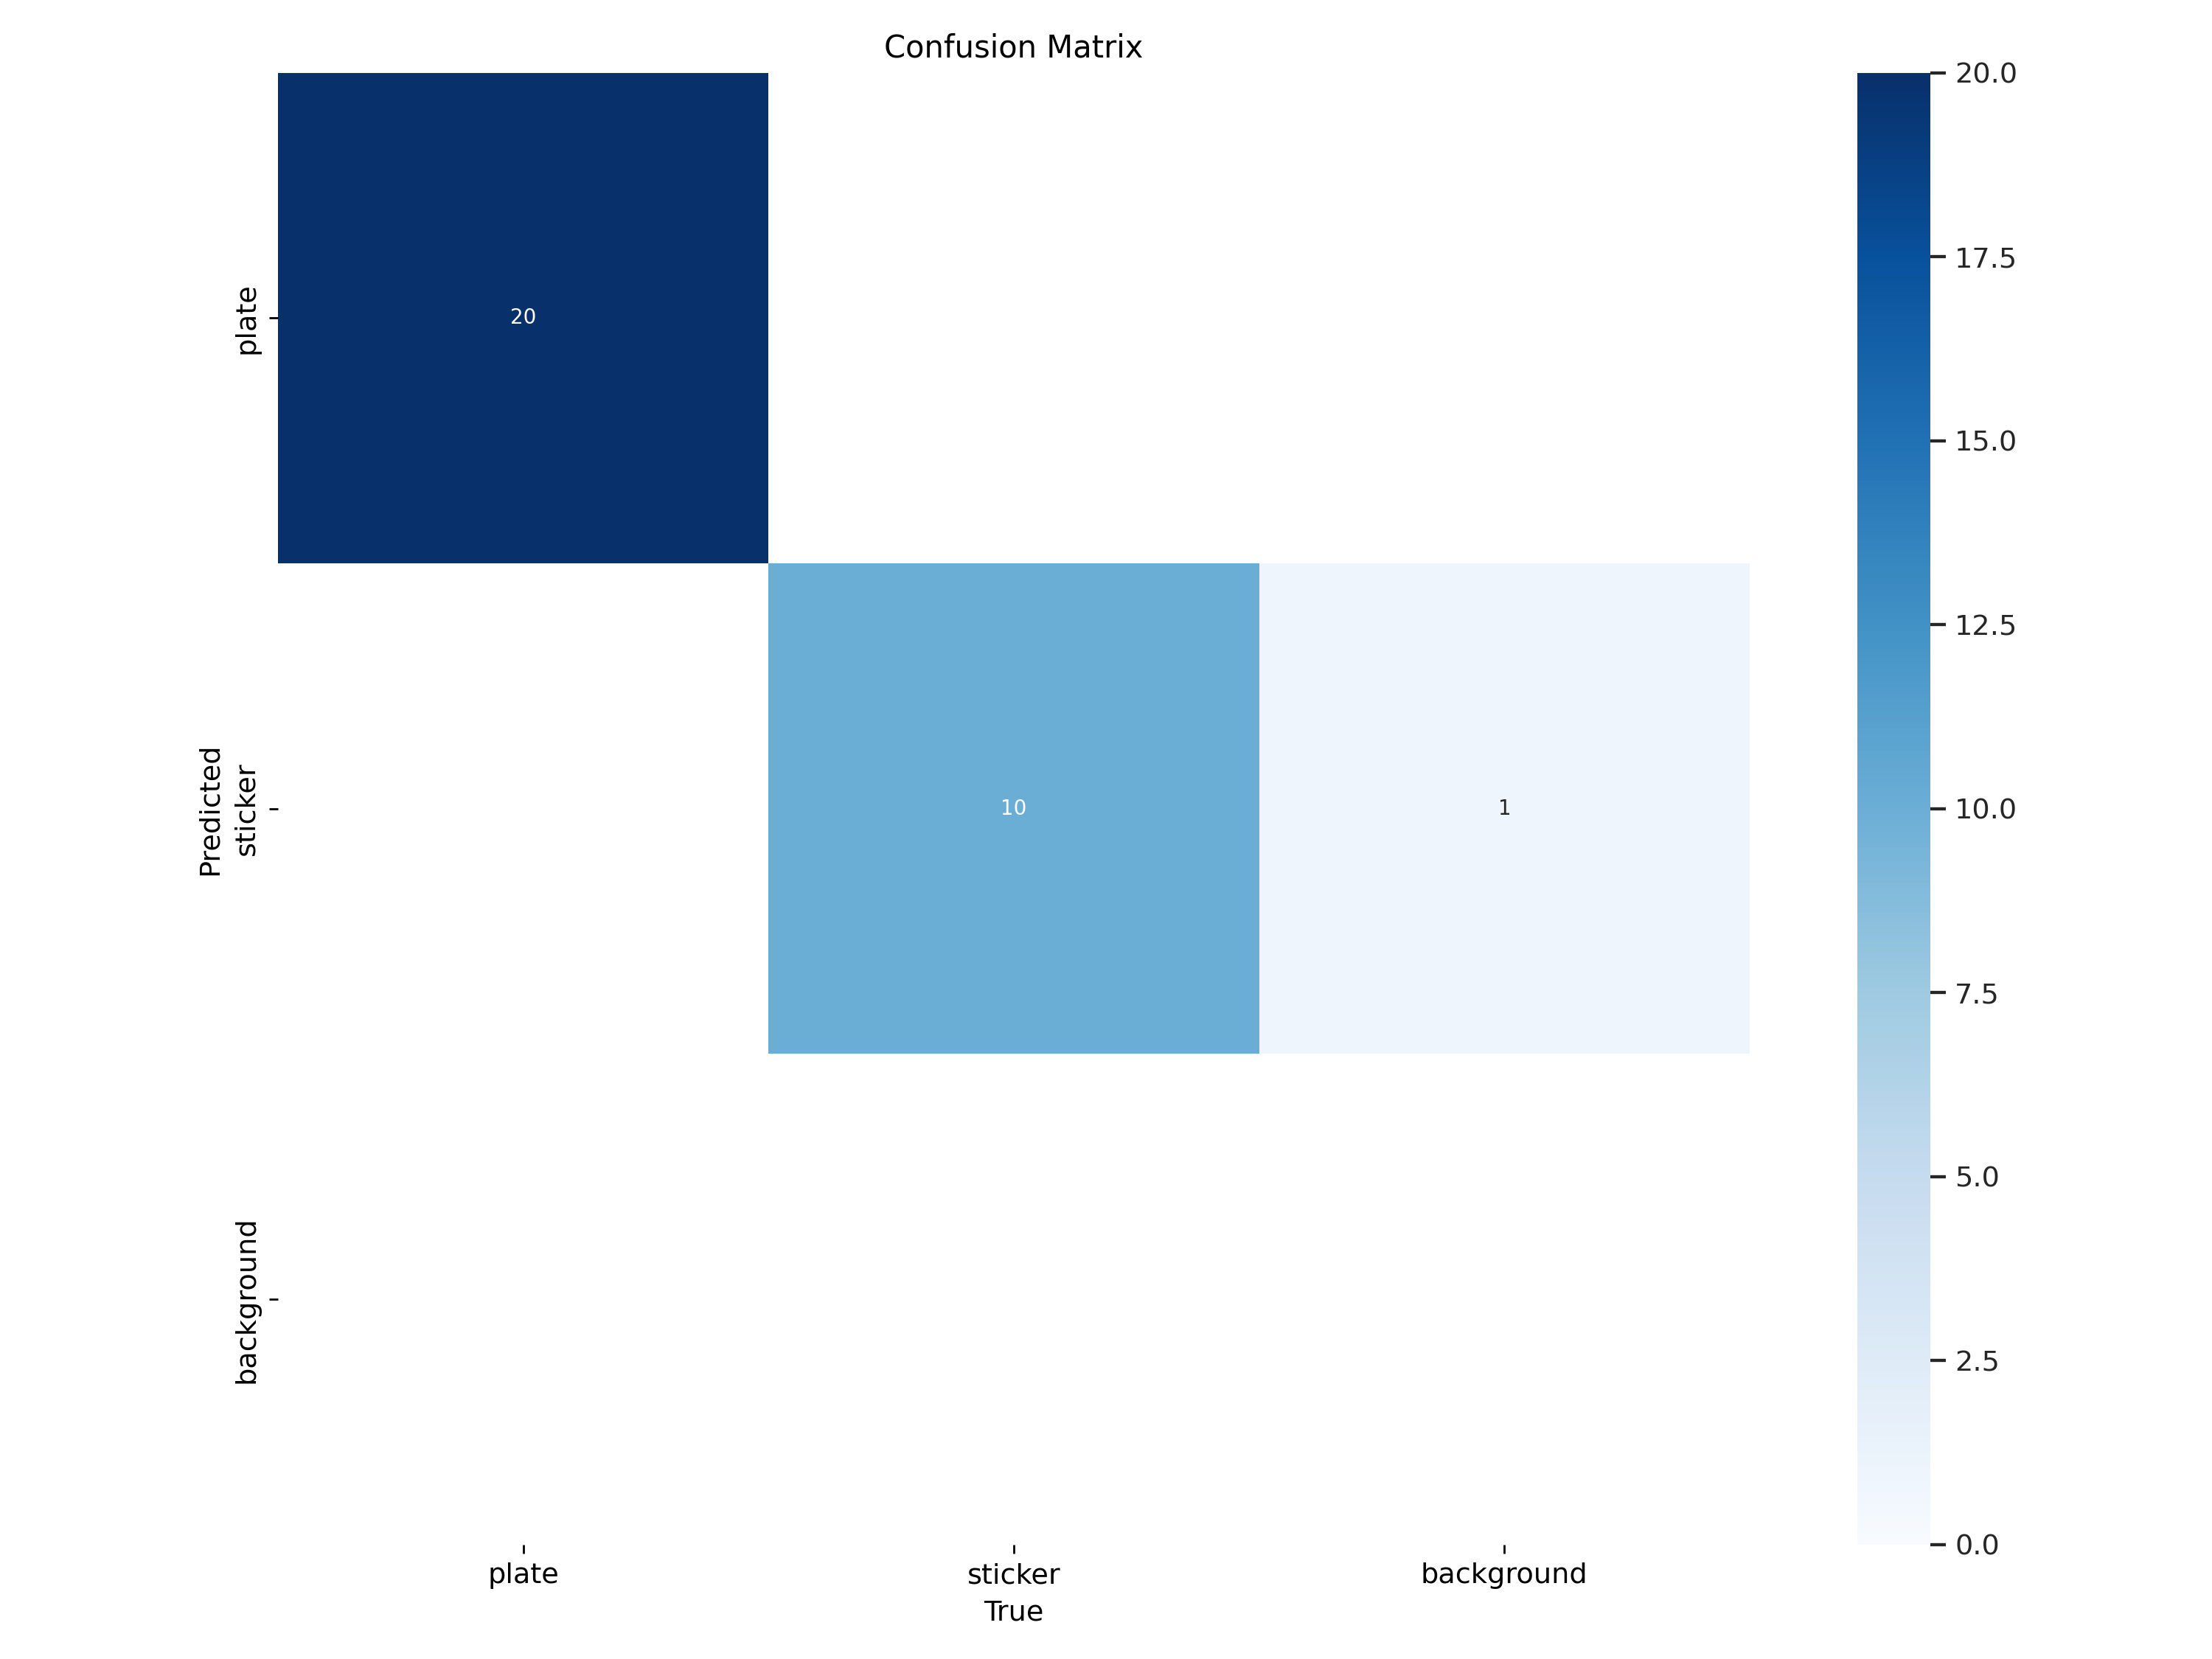 Confusion Matrix
plate
sticker
background
Predicted
20
10
1
plate
sticker
background
True
20.0
17.5
15.0
12.5
10.0
7.5
5.0
2.5
0.0